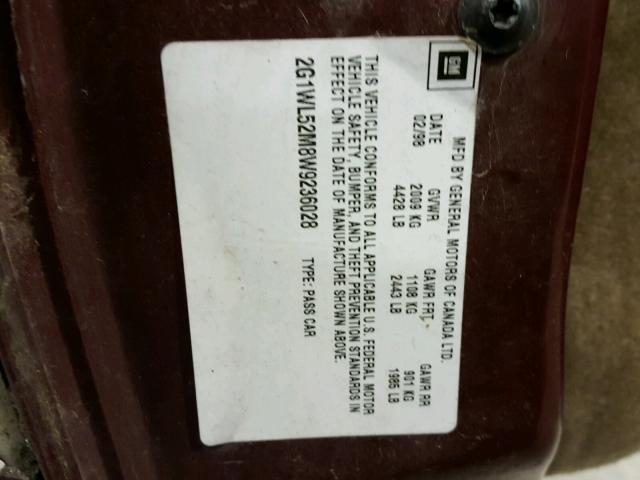 GM
MFD BY GENERAL MOTORS OF CANADA LTD.
DATE GVWR GAWR FRT GAWR RR
02/98 2009 KG 1108 KG 901 KG
4428 LB 2443 LB 1985 LB
THIS VEHICLE CONFORMS TO ALL APPLICABLE U.S. FEDERAL MOTOR
VEHICLE SAFETY, BUMPER, AND THEFT PREVENTION STANDARDS IN
EFFECT ON THE DATE OF MANUFACTURE SHOWN ABOVE.
2G1WL52M8W9236028 TYPE: PASS CAR